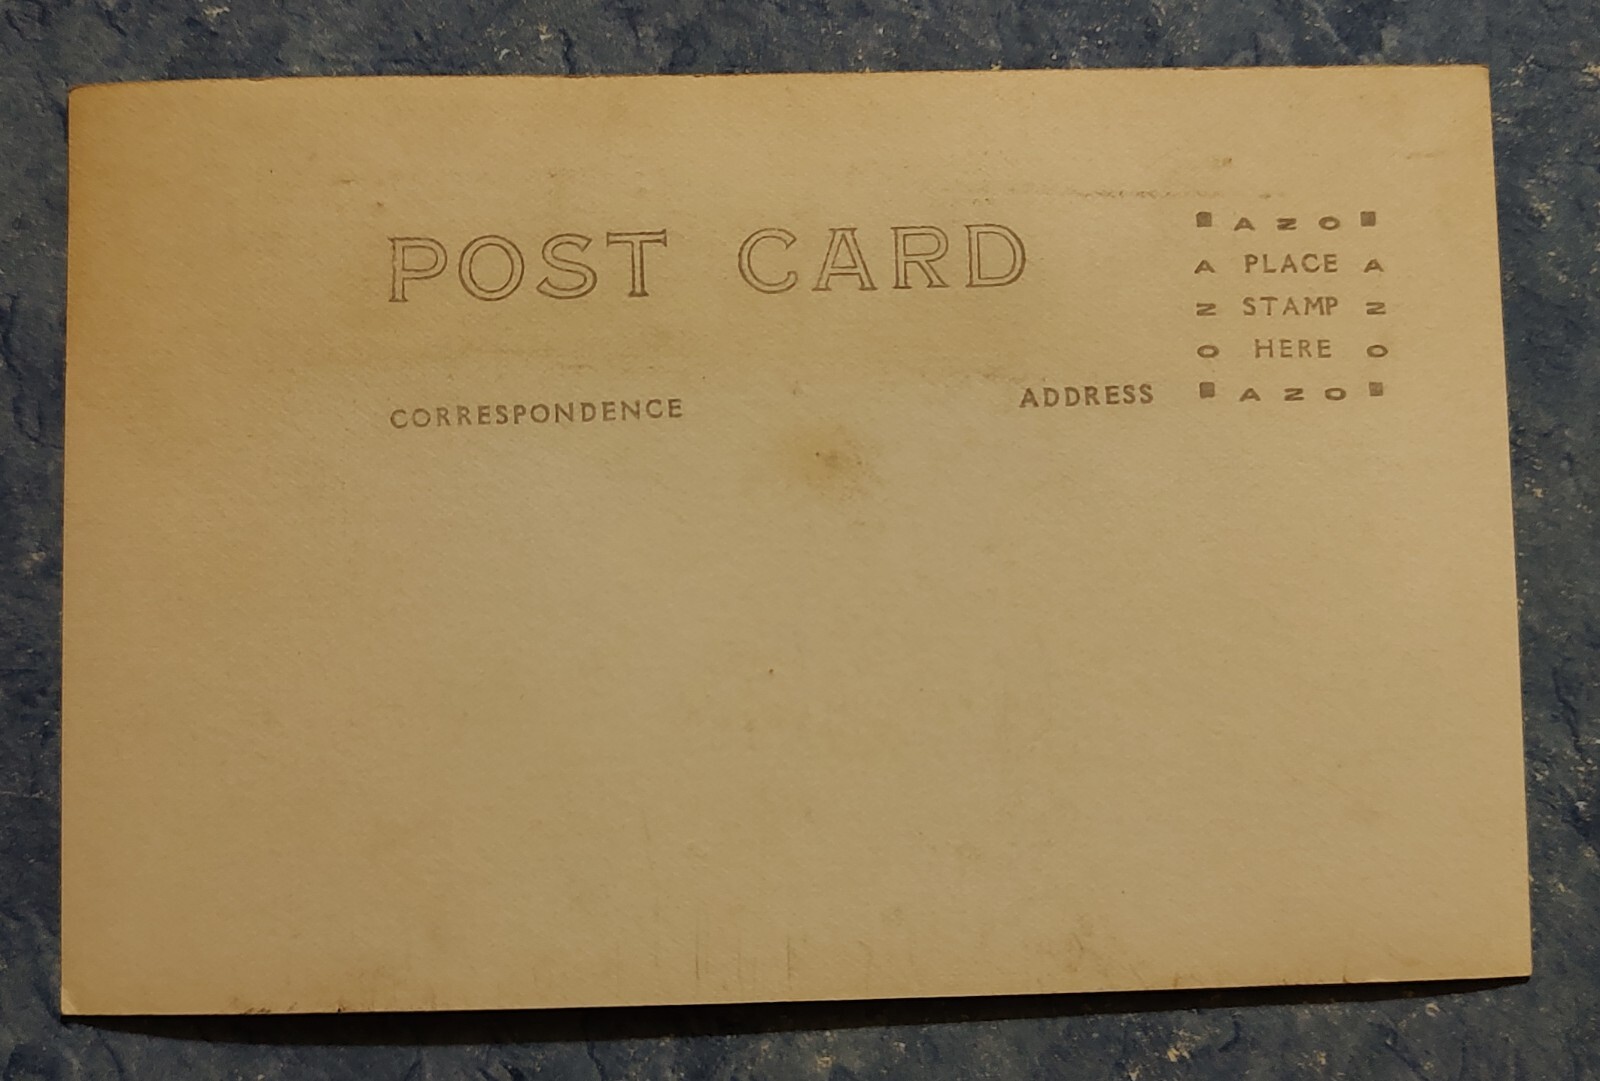 POST CARD
CORRESPONDENCE
ADDRESS
AZO
A PLACE A
Z STAMP Z
O HERE O
AZO